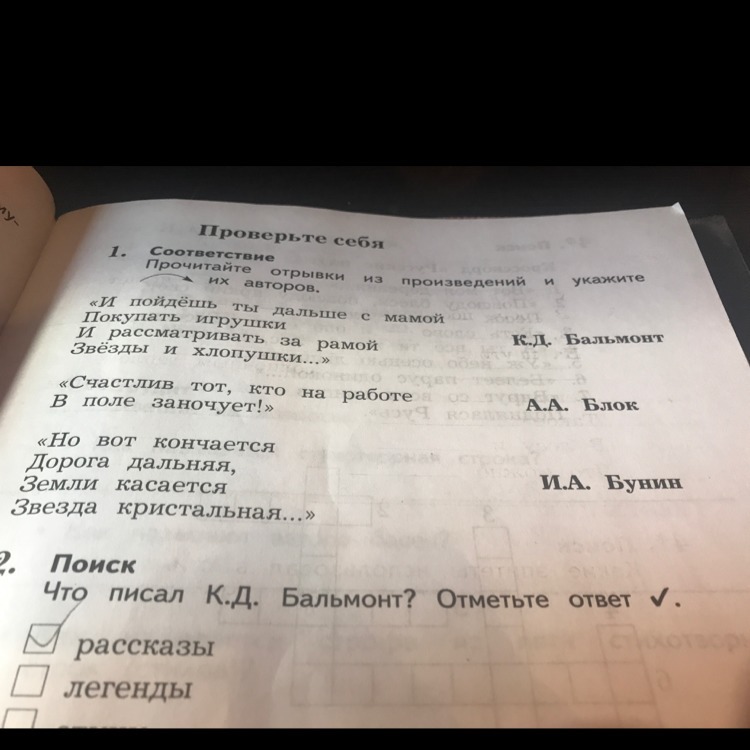 Проверьте себя
1. Соответствие
Прочитайте отрывки из произведений и укажите
их авторов.
«И пойдёшь ты дальше с мамой
Покупать игрушки
И рассматривать за рамой
Звёзды и хлопушки...»
К.Д. Бальмонт
«Счастлив тот, кто на работе
В поле заночует!»
А.А. Блок
«Но вот кончается
Дорога дальняя,
Земли касается
Звезда кристальная...»
И.А. Бунин
2. Поиск
Что писал К.Д. Бальмонт? Отметьте ответ ✓.
рассказы
легенды